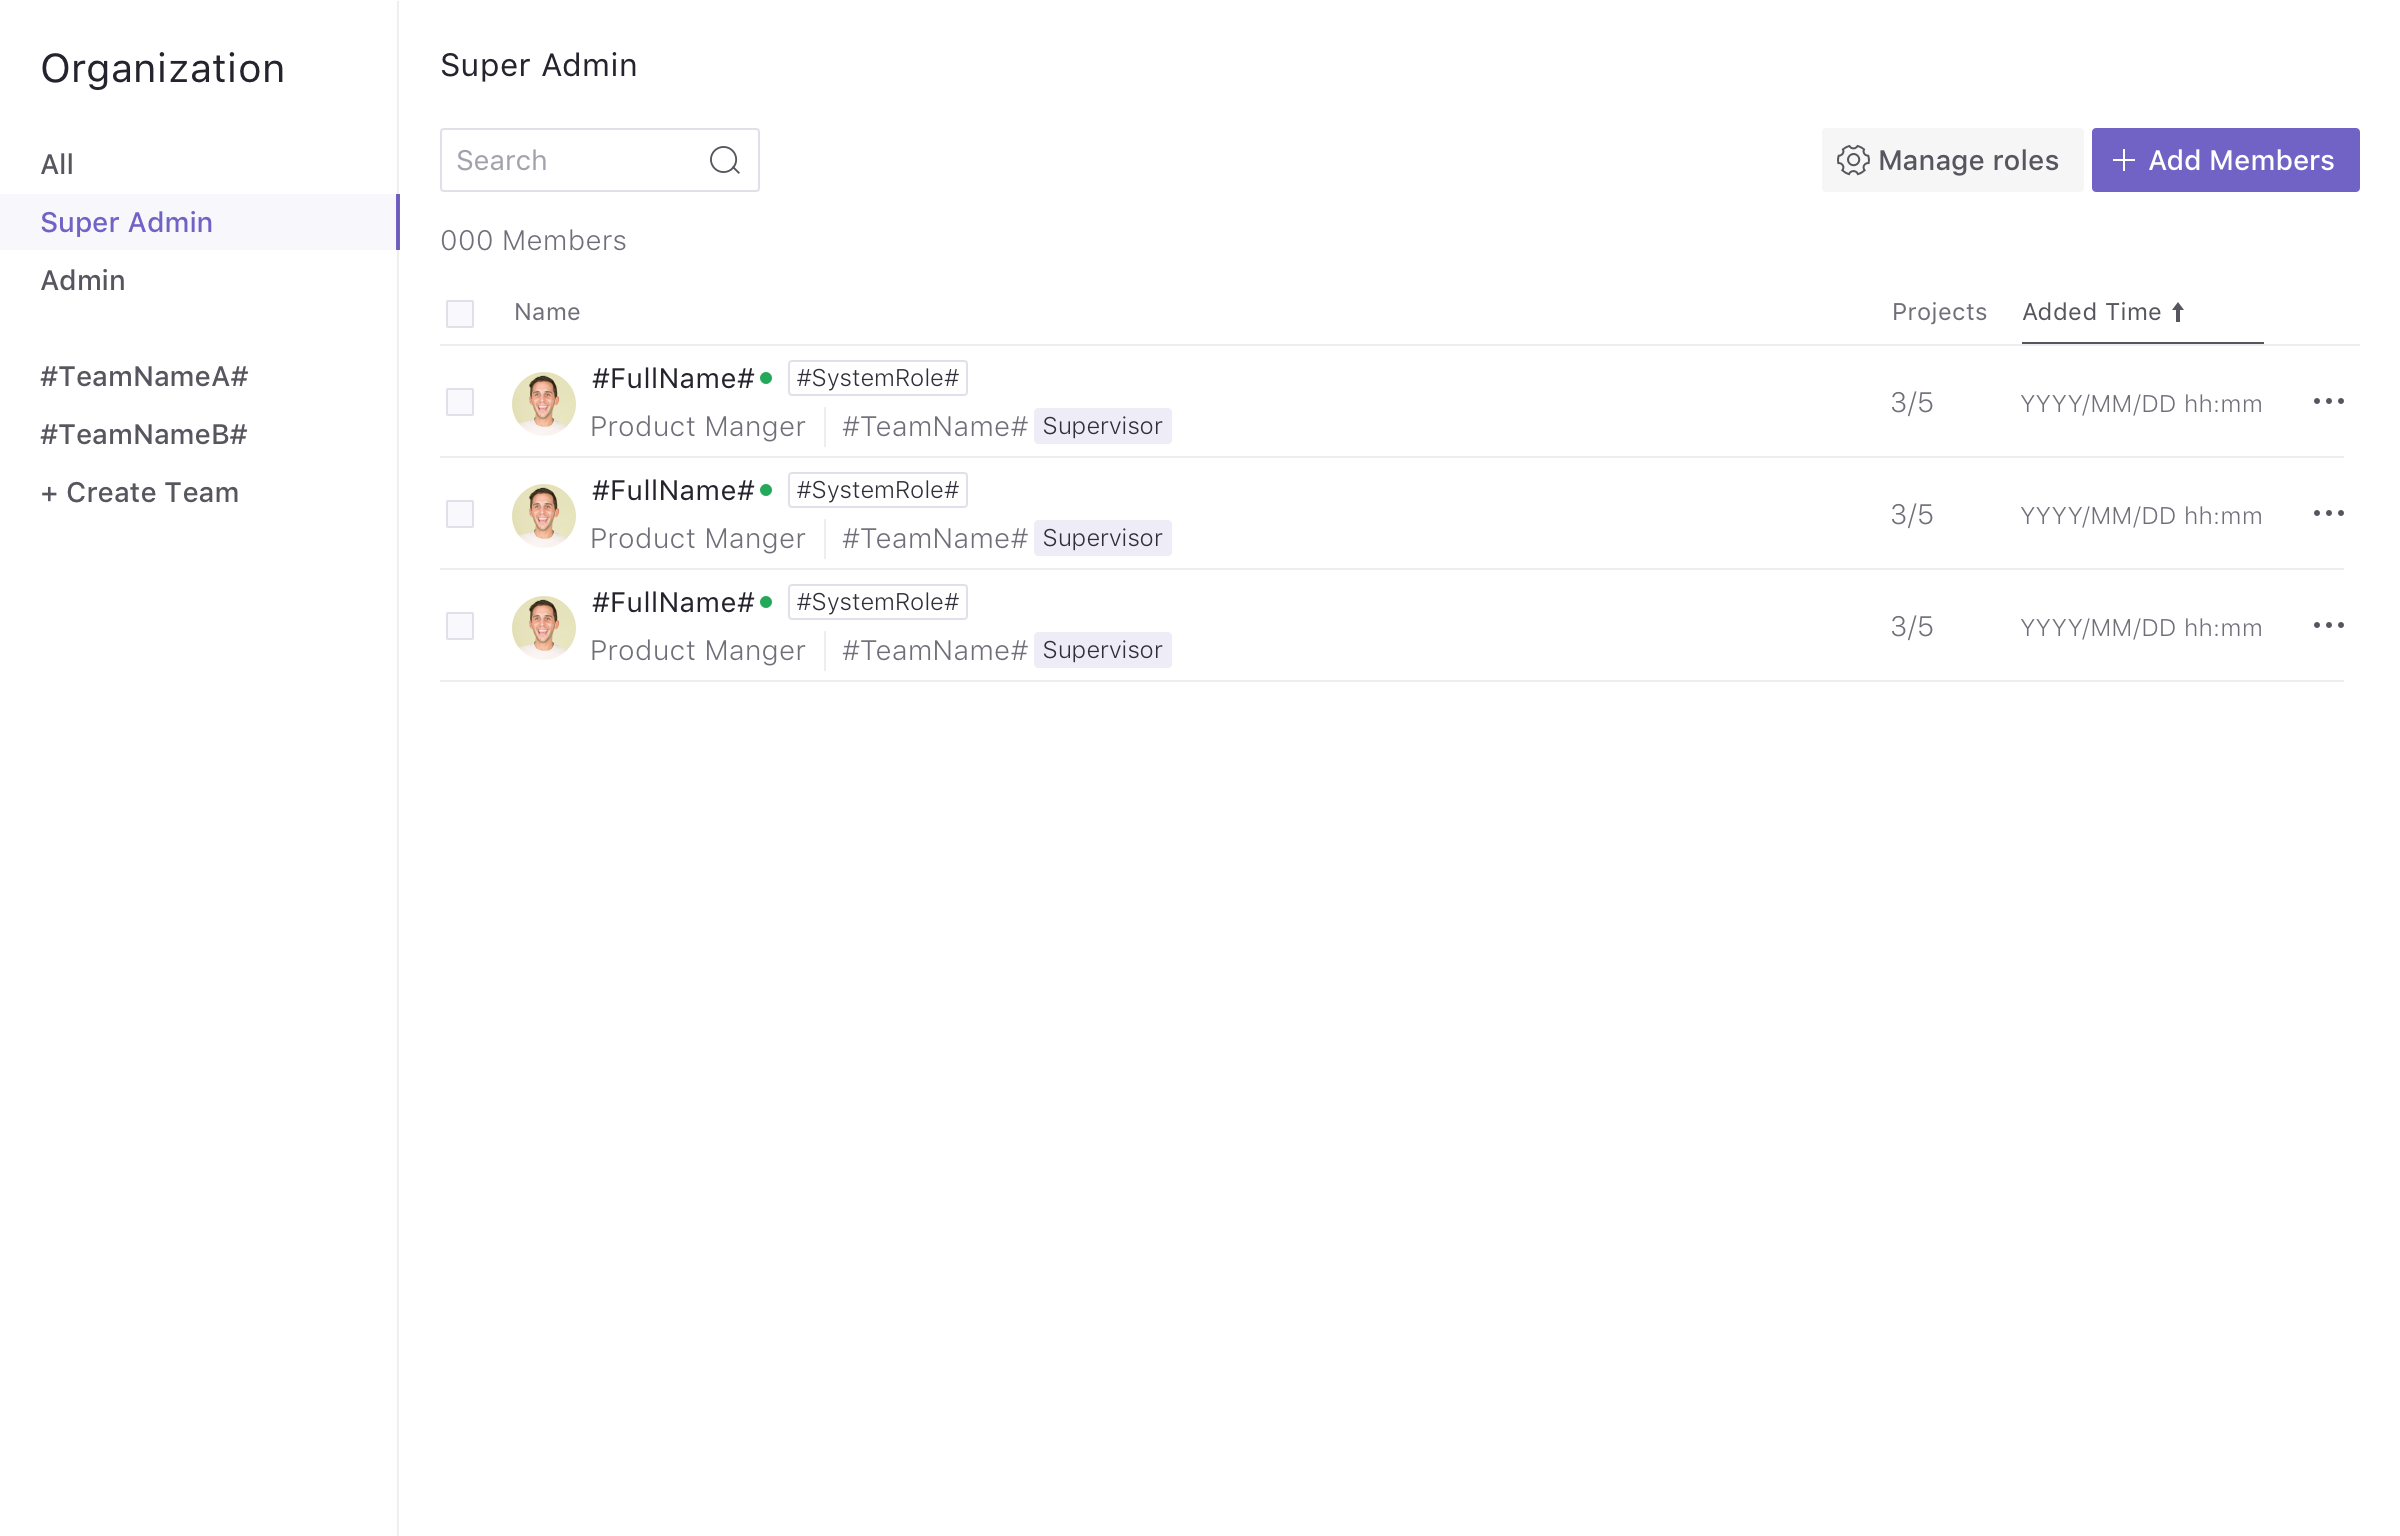 Organization
All
Super Admin
Admin
#TeamNameA#
#TeamNameB#
+ Create Team
Super Admin
Search
Manage roles
+ Add Members
000 Members
Name Projects Added Time
#FullName# #SystemRole#
Product Manger #TeamName# Supervisor
3/5 YYYY/MM/DD hh:mm
#FullName# #SystemRole#
Product Manger #TeamName# Supervisor
3/5 YYYY/MM/DD hh:mm
#FullName# #SystemRole#
Product Manger #TeamName# Supervisor
3/5 YYYY/MM/DD hh:mm